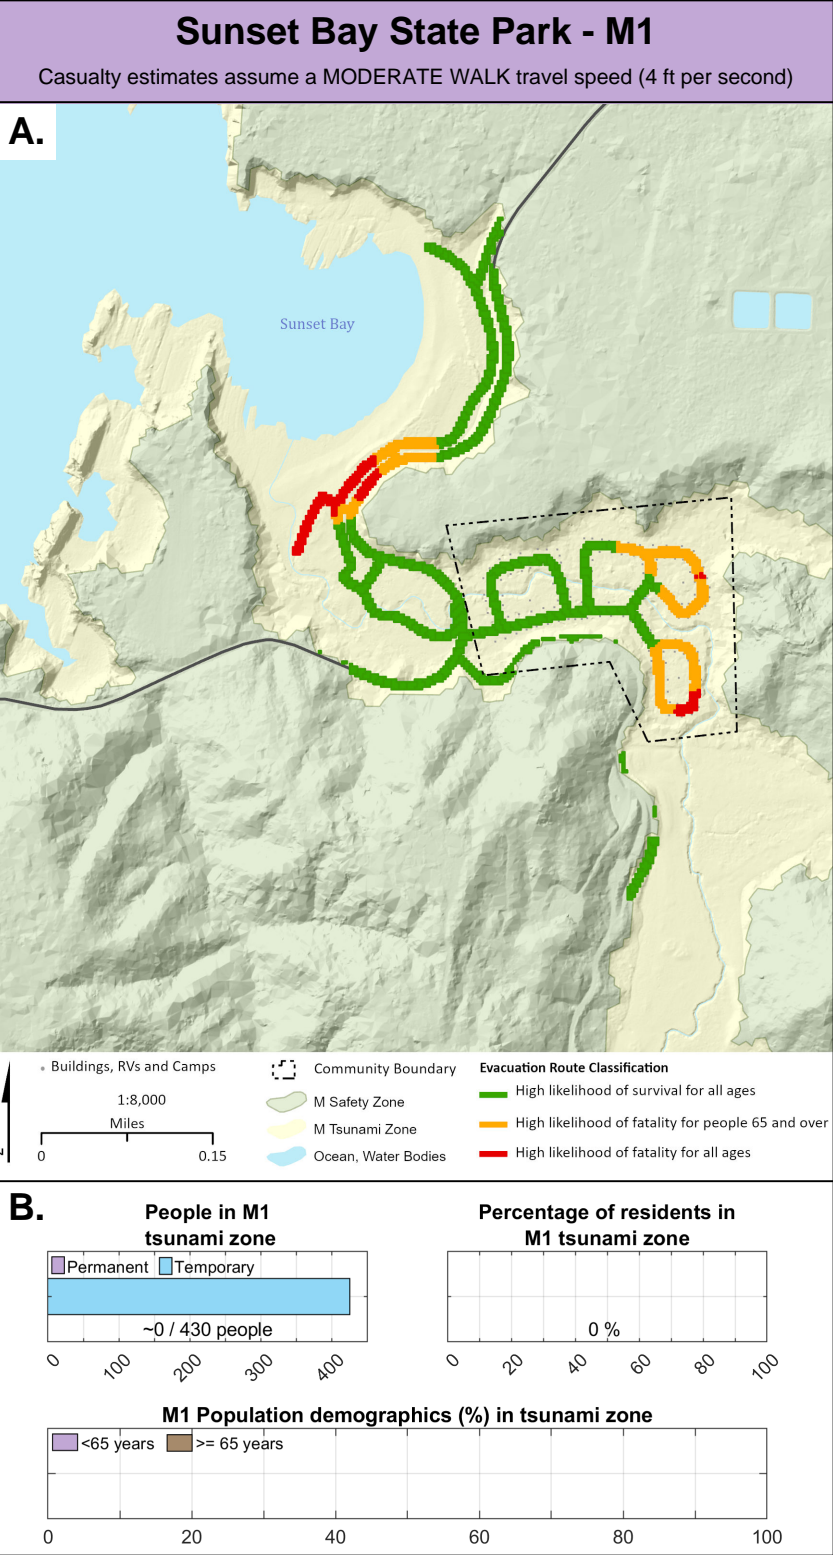 Sunset Bay State Park - M1
Casualty estimates assume a MODERATE WALK travel speed (4 ft per second)
A.
Sunset Bay
Buildings, RVs and Camps
1:8,000
Miles
0 0.15
Community Boundary
M Safety Zone
M Tsunami Zone
Ocean, Water Bodies
Evacuation Route Classification
High likelihood of survival for all ages
High likelihood of fatality for people 65 and over
High likelihood of fatality for all ages
B.
People in M1
tsunami zone
Permanent Temporary
~0 / 430 people
0 100 200 300 400
Percentage of residents in
M1 tsunami zone
0 %
0 20 40 60 80 100
M1 Population demographics (%) in tsunami zone
<65 years >= 65 years
0 20 40 60 80 100